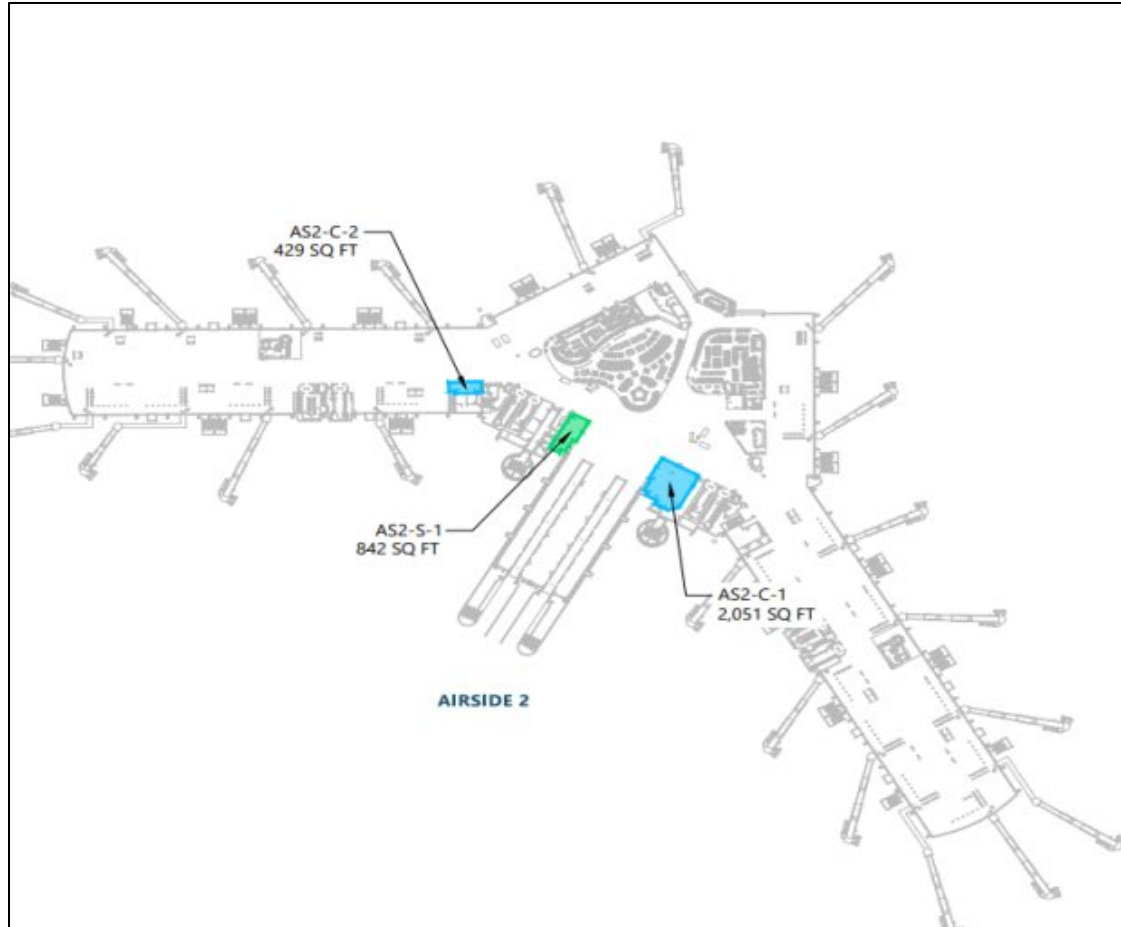 AS2-C-2
429 SQ FT
AS2-S-1
842 SQ FT
AS2-C-1
2,051 SQ FT
AIRSIDE 2